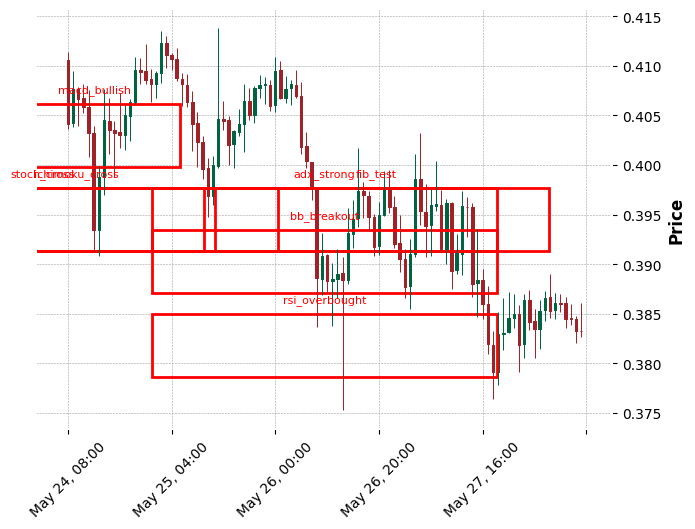 0.415
0.410
macd_bullish
0.405
0.400
adx_strong
fib_test
0.395
bb_breakout
Price
0.390
rsi_overbought
0.385
0.380
0.375
May 24, 08:00
May 25, 04:00
May 26, 00:00
May 26, 20:00
May 27, 16:00